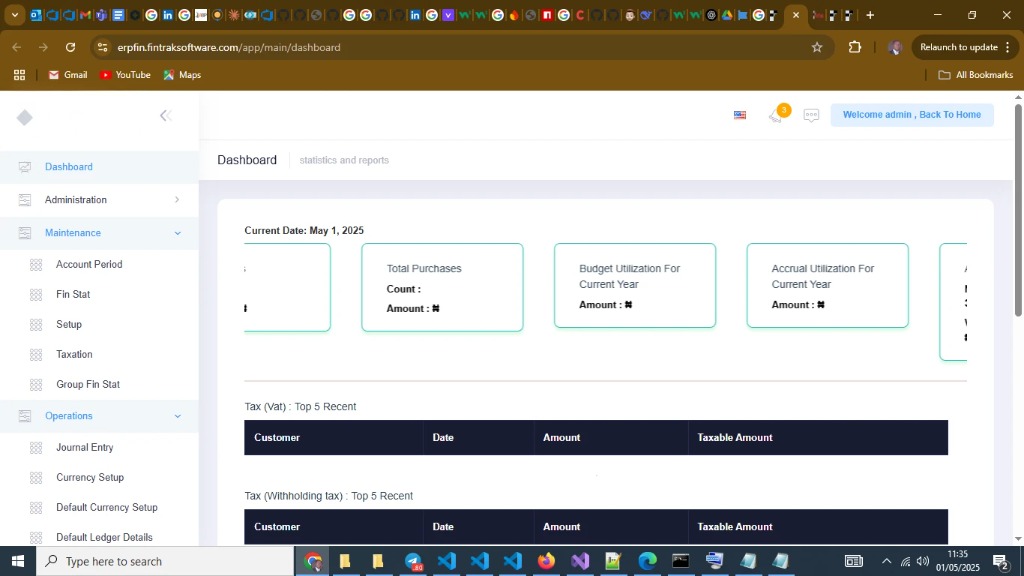 erpfin.fintraksoftware.com/app/main/dashboard
Relaunch to update
Gmail
YouTube
Maps
All Bookmarks
3
Welcome admin , Back To Home
Dashboard
Dashboard
statistics and reports
Administration
Maintenance
Account Period
Fin Stat
Setup
Taxation
Group Fin Stat
Operations
Journal Entry
Currency Setup
Default Currency Setup
Default Ledger Details
Current Date: May 1, 2025
Total Purchases
Count :
Amount : ₦
Budget Utilization For
Current Year
Amount : ₦
Accrual Utilization For
Current Year
Amount : ₦
Tax (Vat) : Top 5 Recent
Customer Date Amount Taxable Amount
Tax (Withholding tax) : Top 5 Recent
Customer Date Amount Taxable Amount
Type here to search
11:35
01/05/2025
2